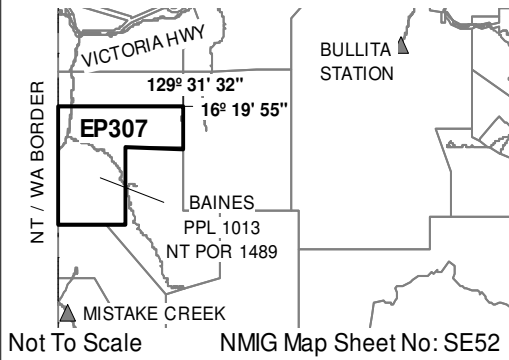 VICTORIA HWY
BULLITA
STATION
129º 31' 32"
16º 19' 55"
EP307
NT / WA BORDER
BAINES
PPL 1013
NT POR 1489
MISTAKE CREEK
Not To Scale
NMIG Map Sheet No: SE52